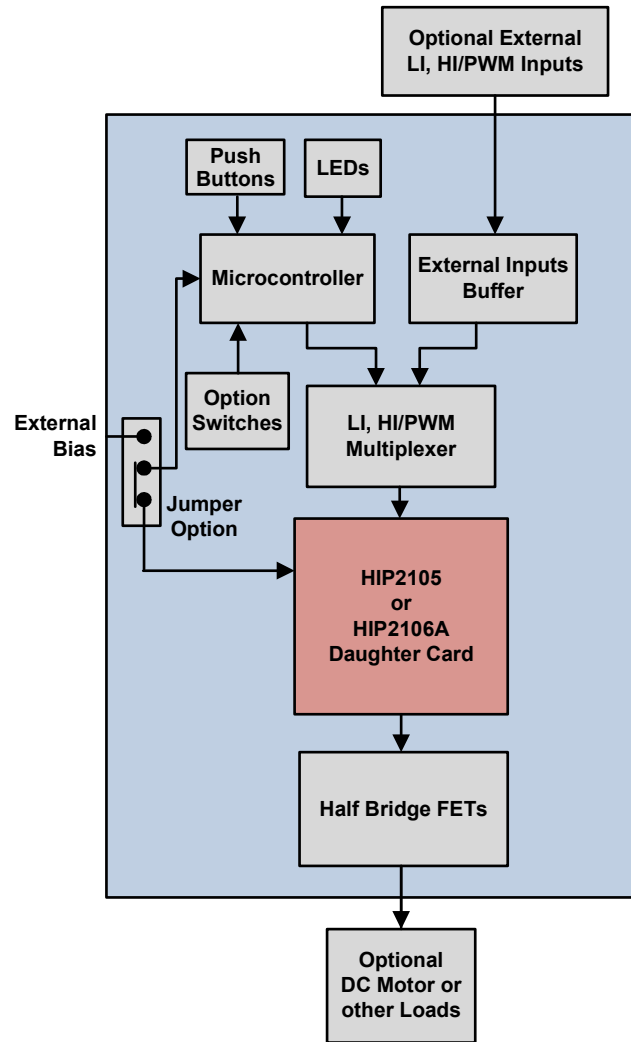 Optional External
LI, HI/PWM Inputs
Push
Buttons
LEDs
Microcontroller
External Inputs
Buffer
Option
Switches
LI, HI/PWM
Multiplexer
External
Bias
Jumper
Option
HIP2105
or
HIP2106A
Daughter Card
Half Bridge FETs
Optional
DC Motor or
other Loads